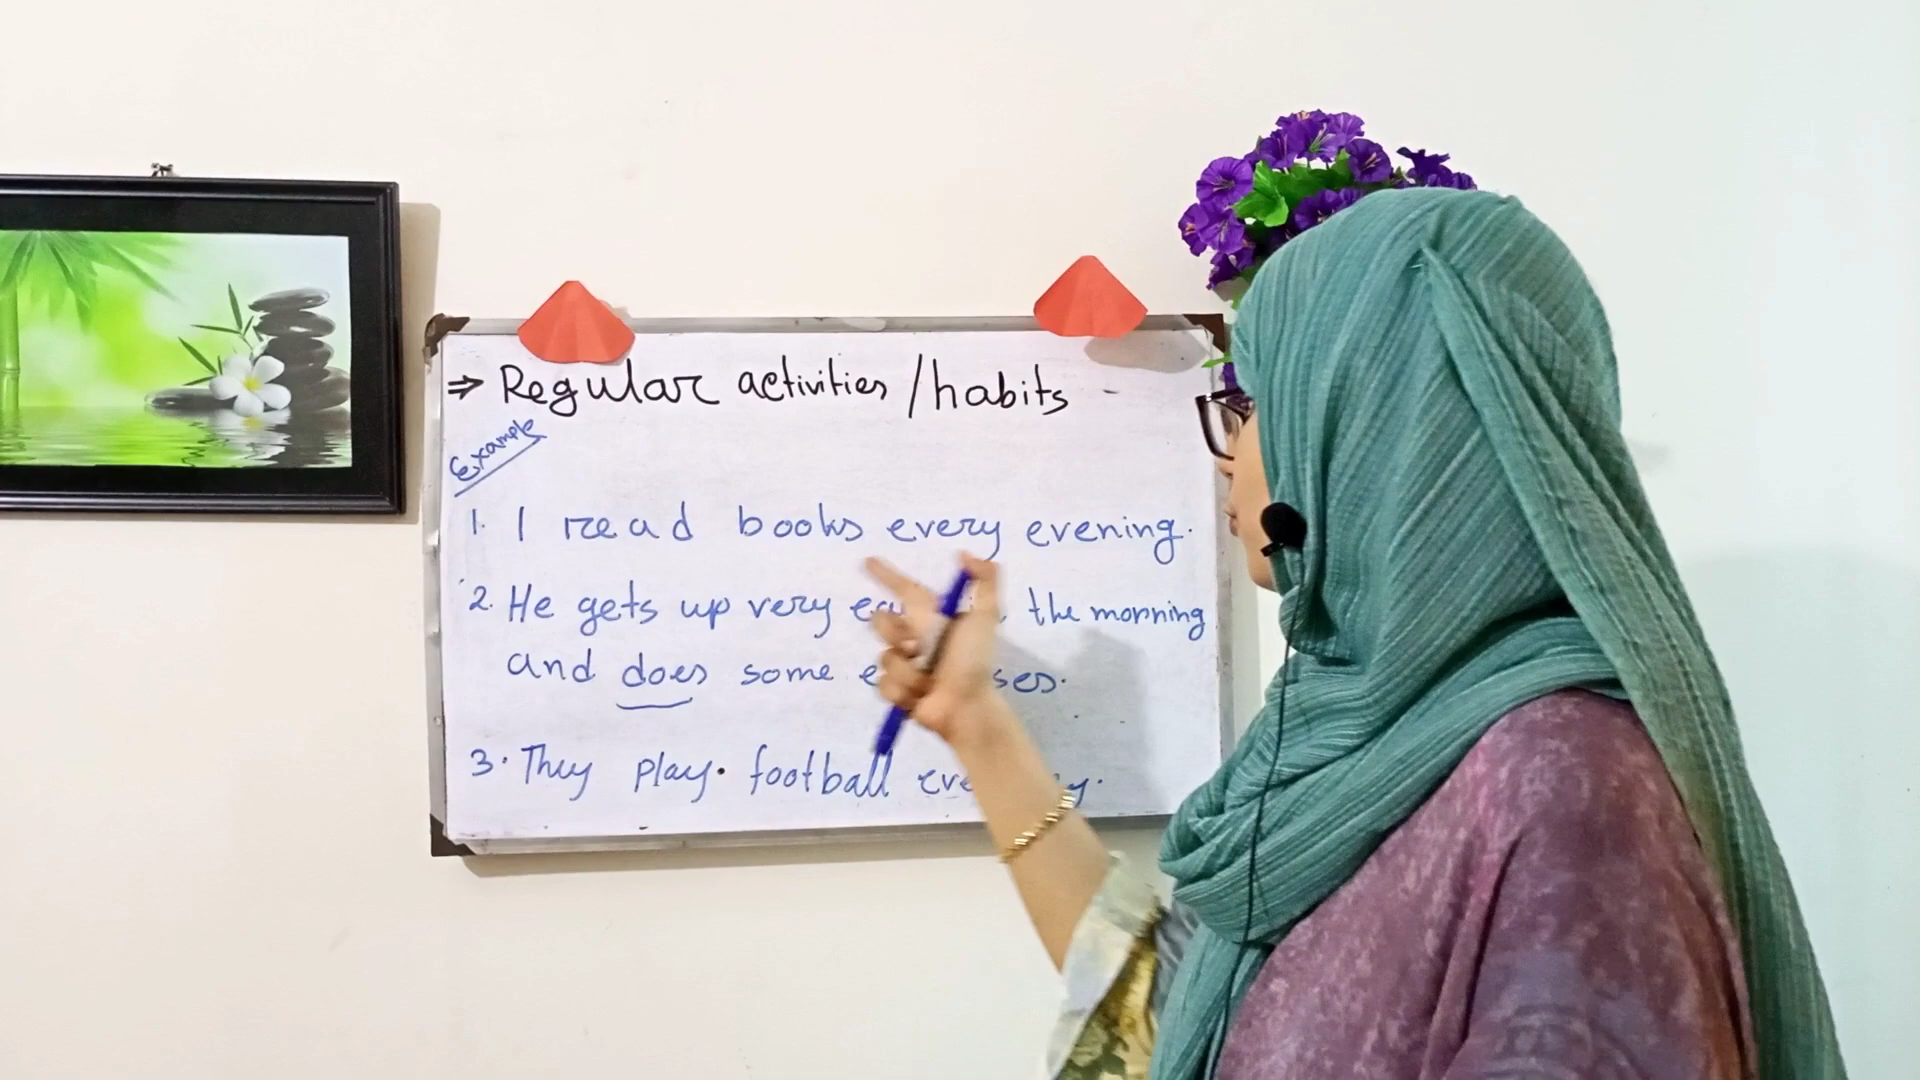 ⇒ Regular activities / habits -
Example
1. I read books every evening.
2. He gets up very the morning
and does some
3. They play. football